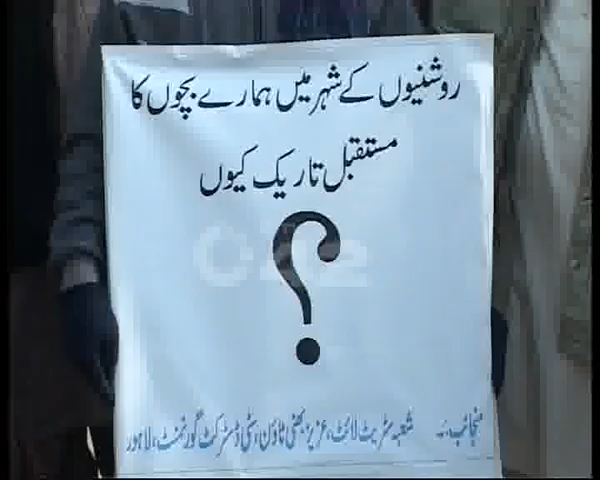 روشنیوں کے شہر میں ہمارے بچوں کا
مستقبل تاریک کیوں
؟
منجانب:۔ شعبہ سٹریٹ لائٹ، عزیز بھٹی ٹاؤن، سٹی ڈسٹرکٹ گورنمنٹ، لاہور